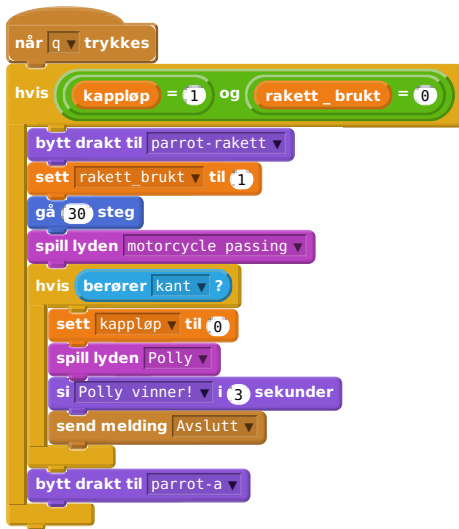 når q trykkes
hvis kappløp = 1 og rakett_brukt = 0
bytt drakt til parrot-rakett
sett rakett_brukt til 1
gå 30 steg
spill lyden motorcycle passing
hvis berører kant ?
sett kappløp til 0
spill lyden Polly
si Polly vinner! i 3 sekunder
send melding Avslutt
bytt drakt til parrot-a